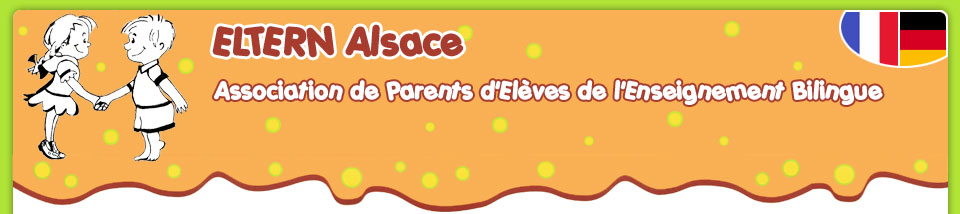 ELTERN Alsace
Association de Parents d'Elèves de l'Enseignement Bilingue